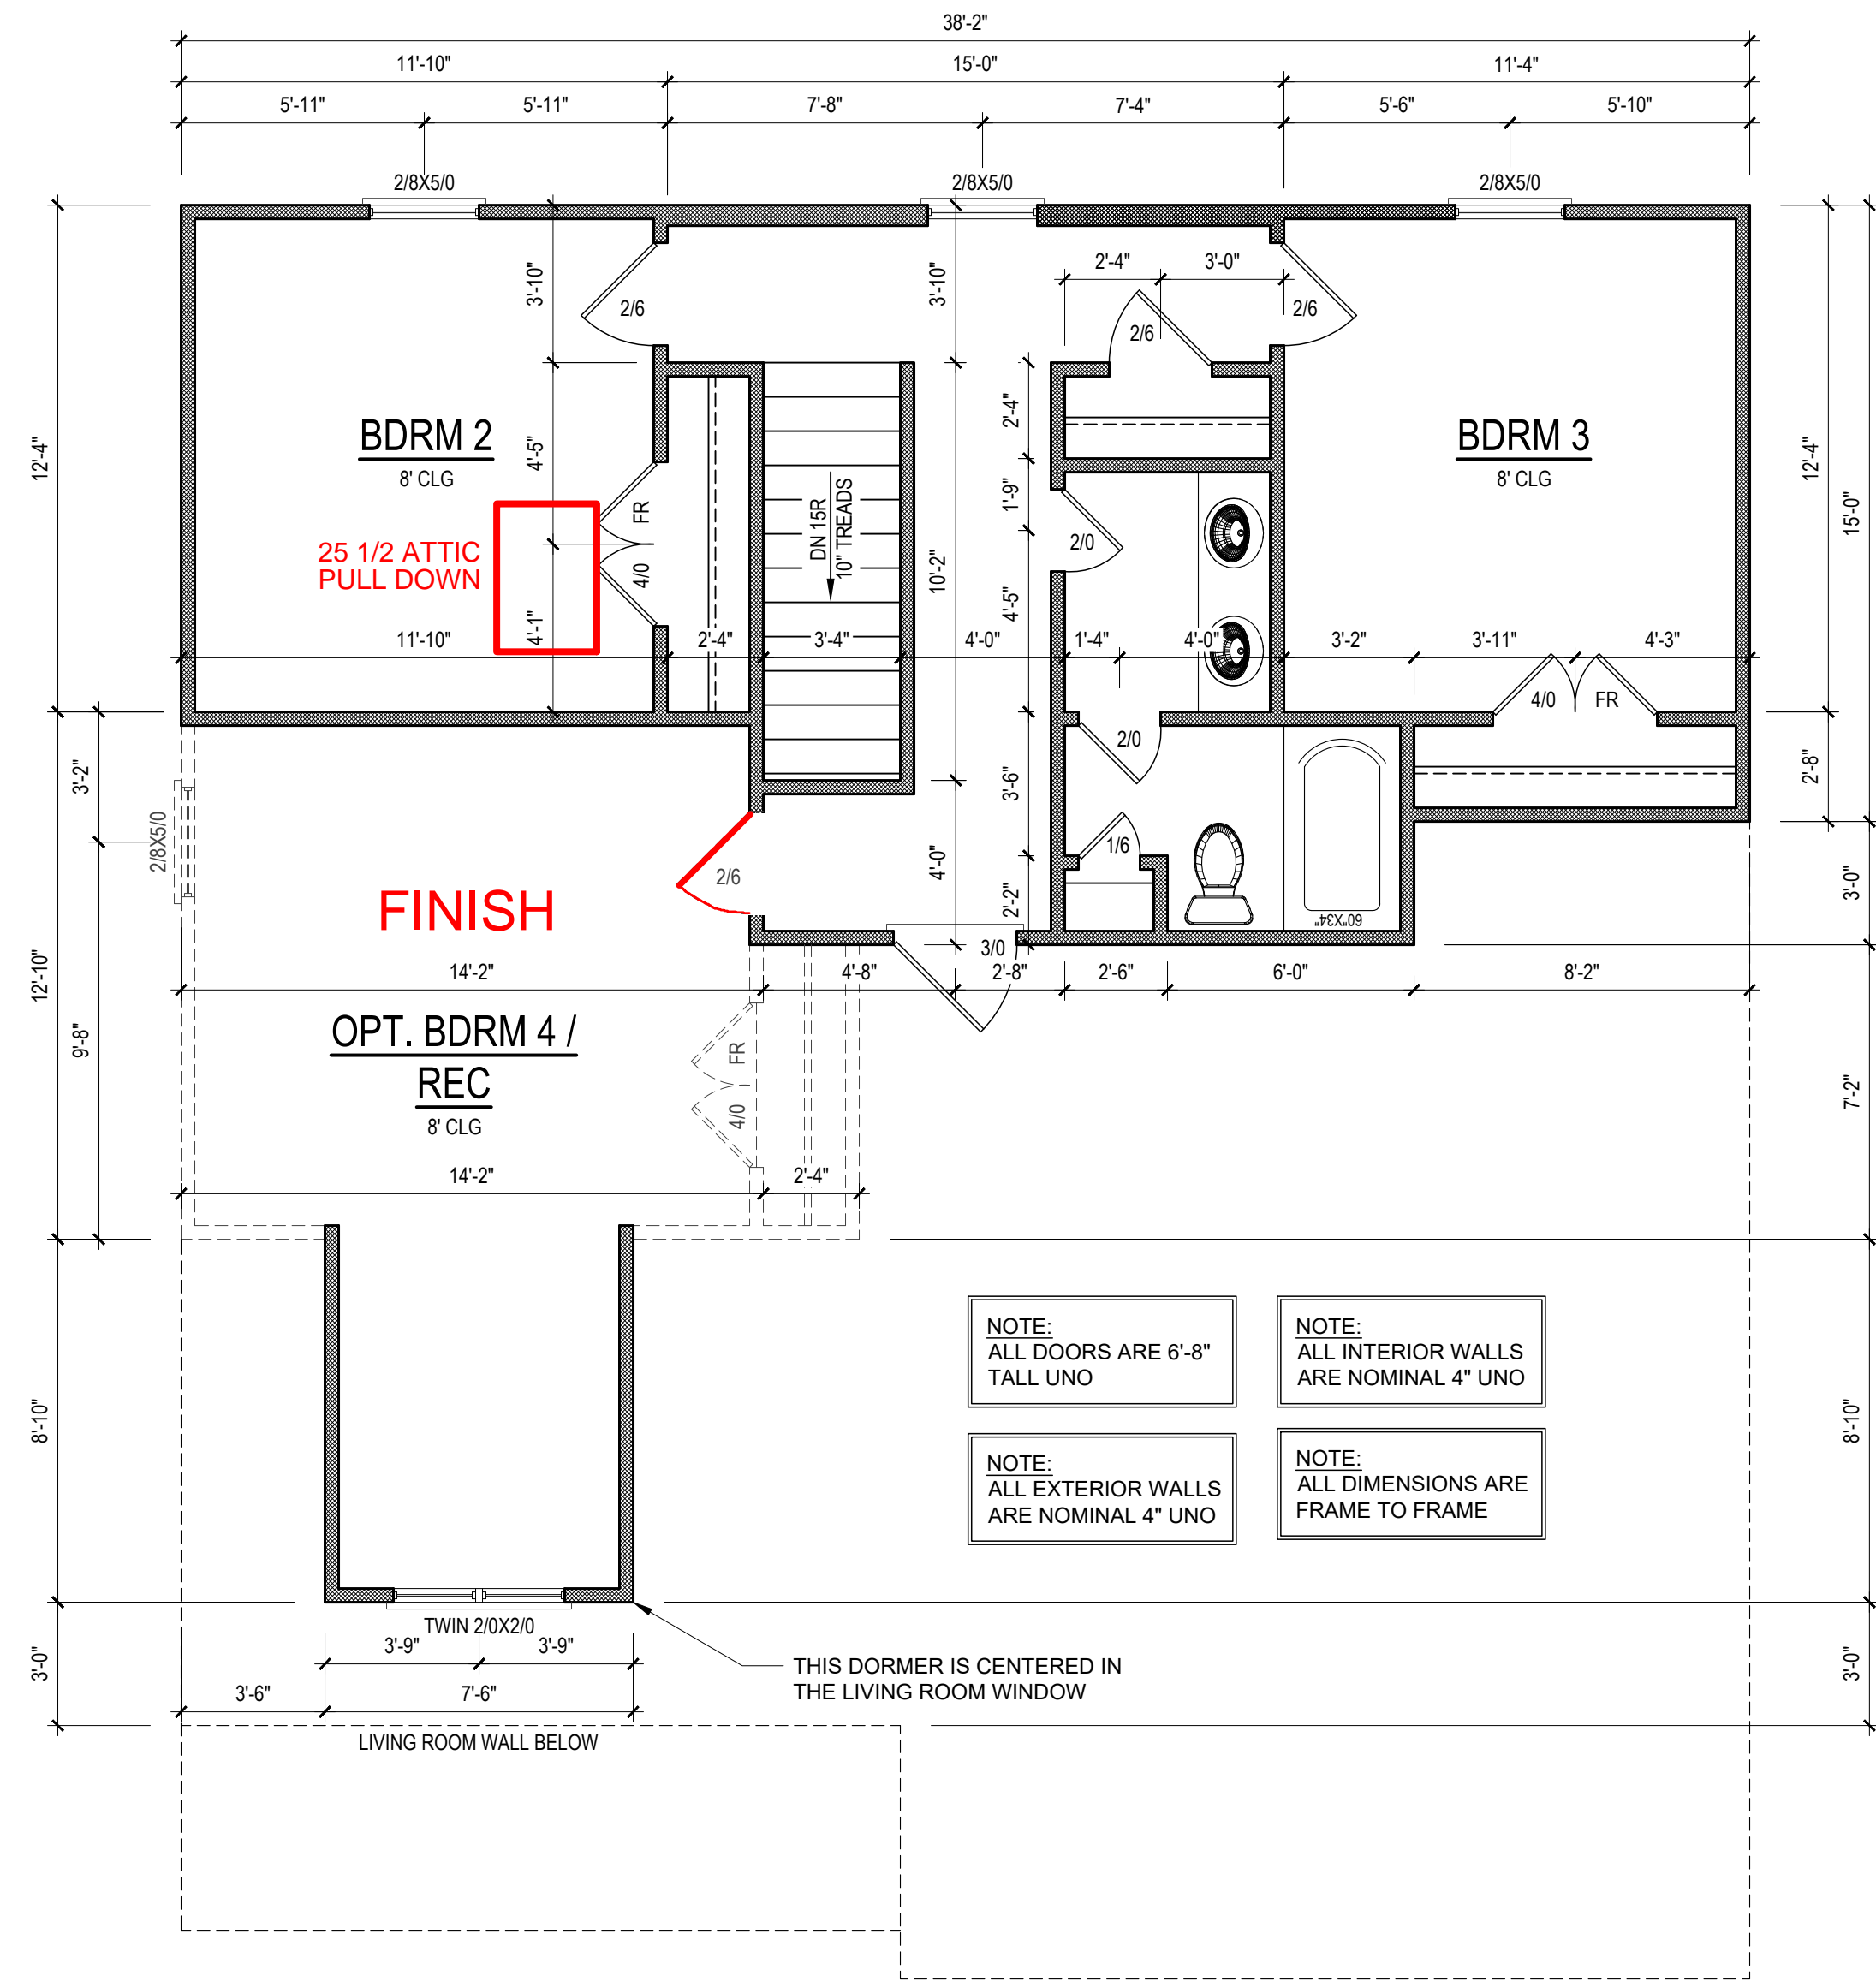 38'-2"
11'-10"
15'-0"
11'-4"
5'-11"
5'-11"
7'-8"
7'-4"
5'-6"
5'-10"
2/8X5/0
2/8X5/0
2/8X5/0
3'-10"
3'-10"
2'-4"
3'-0"
2/6
2/6
2/6
12'-4"
BDRM 2
8' CLG
4'-5"
2'-4"
BDRM 3
8' CLG
12'-4"
15'-0"
FR
4/0
25 1/2 ATTIC
PULL DOWN
DN 15R
10" TREADS
1'-9"
2/0
10'-2"
4'-5"
4'-1"
11'-10"
2'-4"
3'-4"
4'-0"
1'-4"
4'-0"
3'-2"
3'-11"
4'-3"
4/0
FR
2/0
3'-2"
2/8X5/0
3'-6"
2'-8"
1/6
2/6
4'-0"
2'-2"
3'-0"
FINISH
60"X34"
3/0
14'-2"
4'-8"
2'-8"
2'-6"
6'-0"
8'-2"
12'-10"
9'-8"
OPT. BDRM 4 /
REC
8' CLG
FR
4/0
7'-2"
14'-2"
2'-4"
8'-10"
8'-10"
NOTE:
ALL DOORS ARE 6'-8"
TALL UNO
NOTE:
ALL INTERIOR WALLS
ARE NOMINAL 4" UNO
NOTE:
ALL EXTERIOR WALLS
ARE NOMINAL 4" UNO
NOTE:
ALL DIMENSIONS ARE
FRAME TO FRAME
TWIN 2/0X2/0
3'-9"
3'-9"
3'-0"
3'-0"
THIS DORMER IS CENTERED IN
THE LIVING ROOM WINDOW
3'-6"
7'-6"
LIVING ROOM WALL BELOW